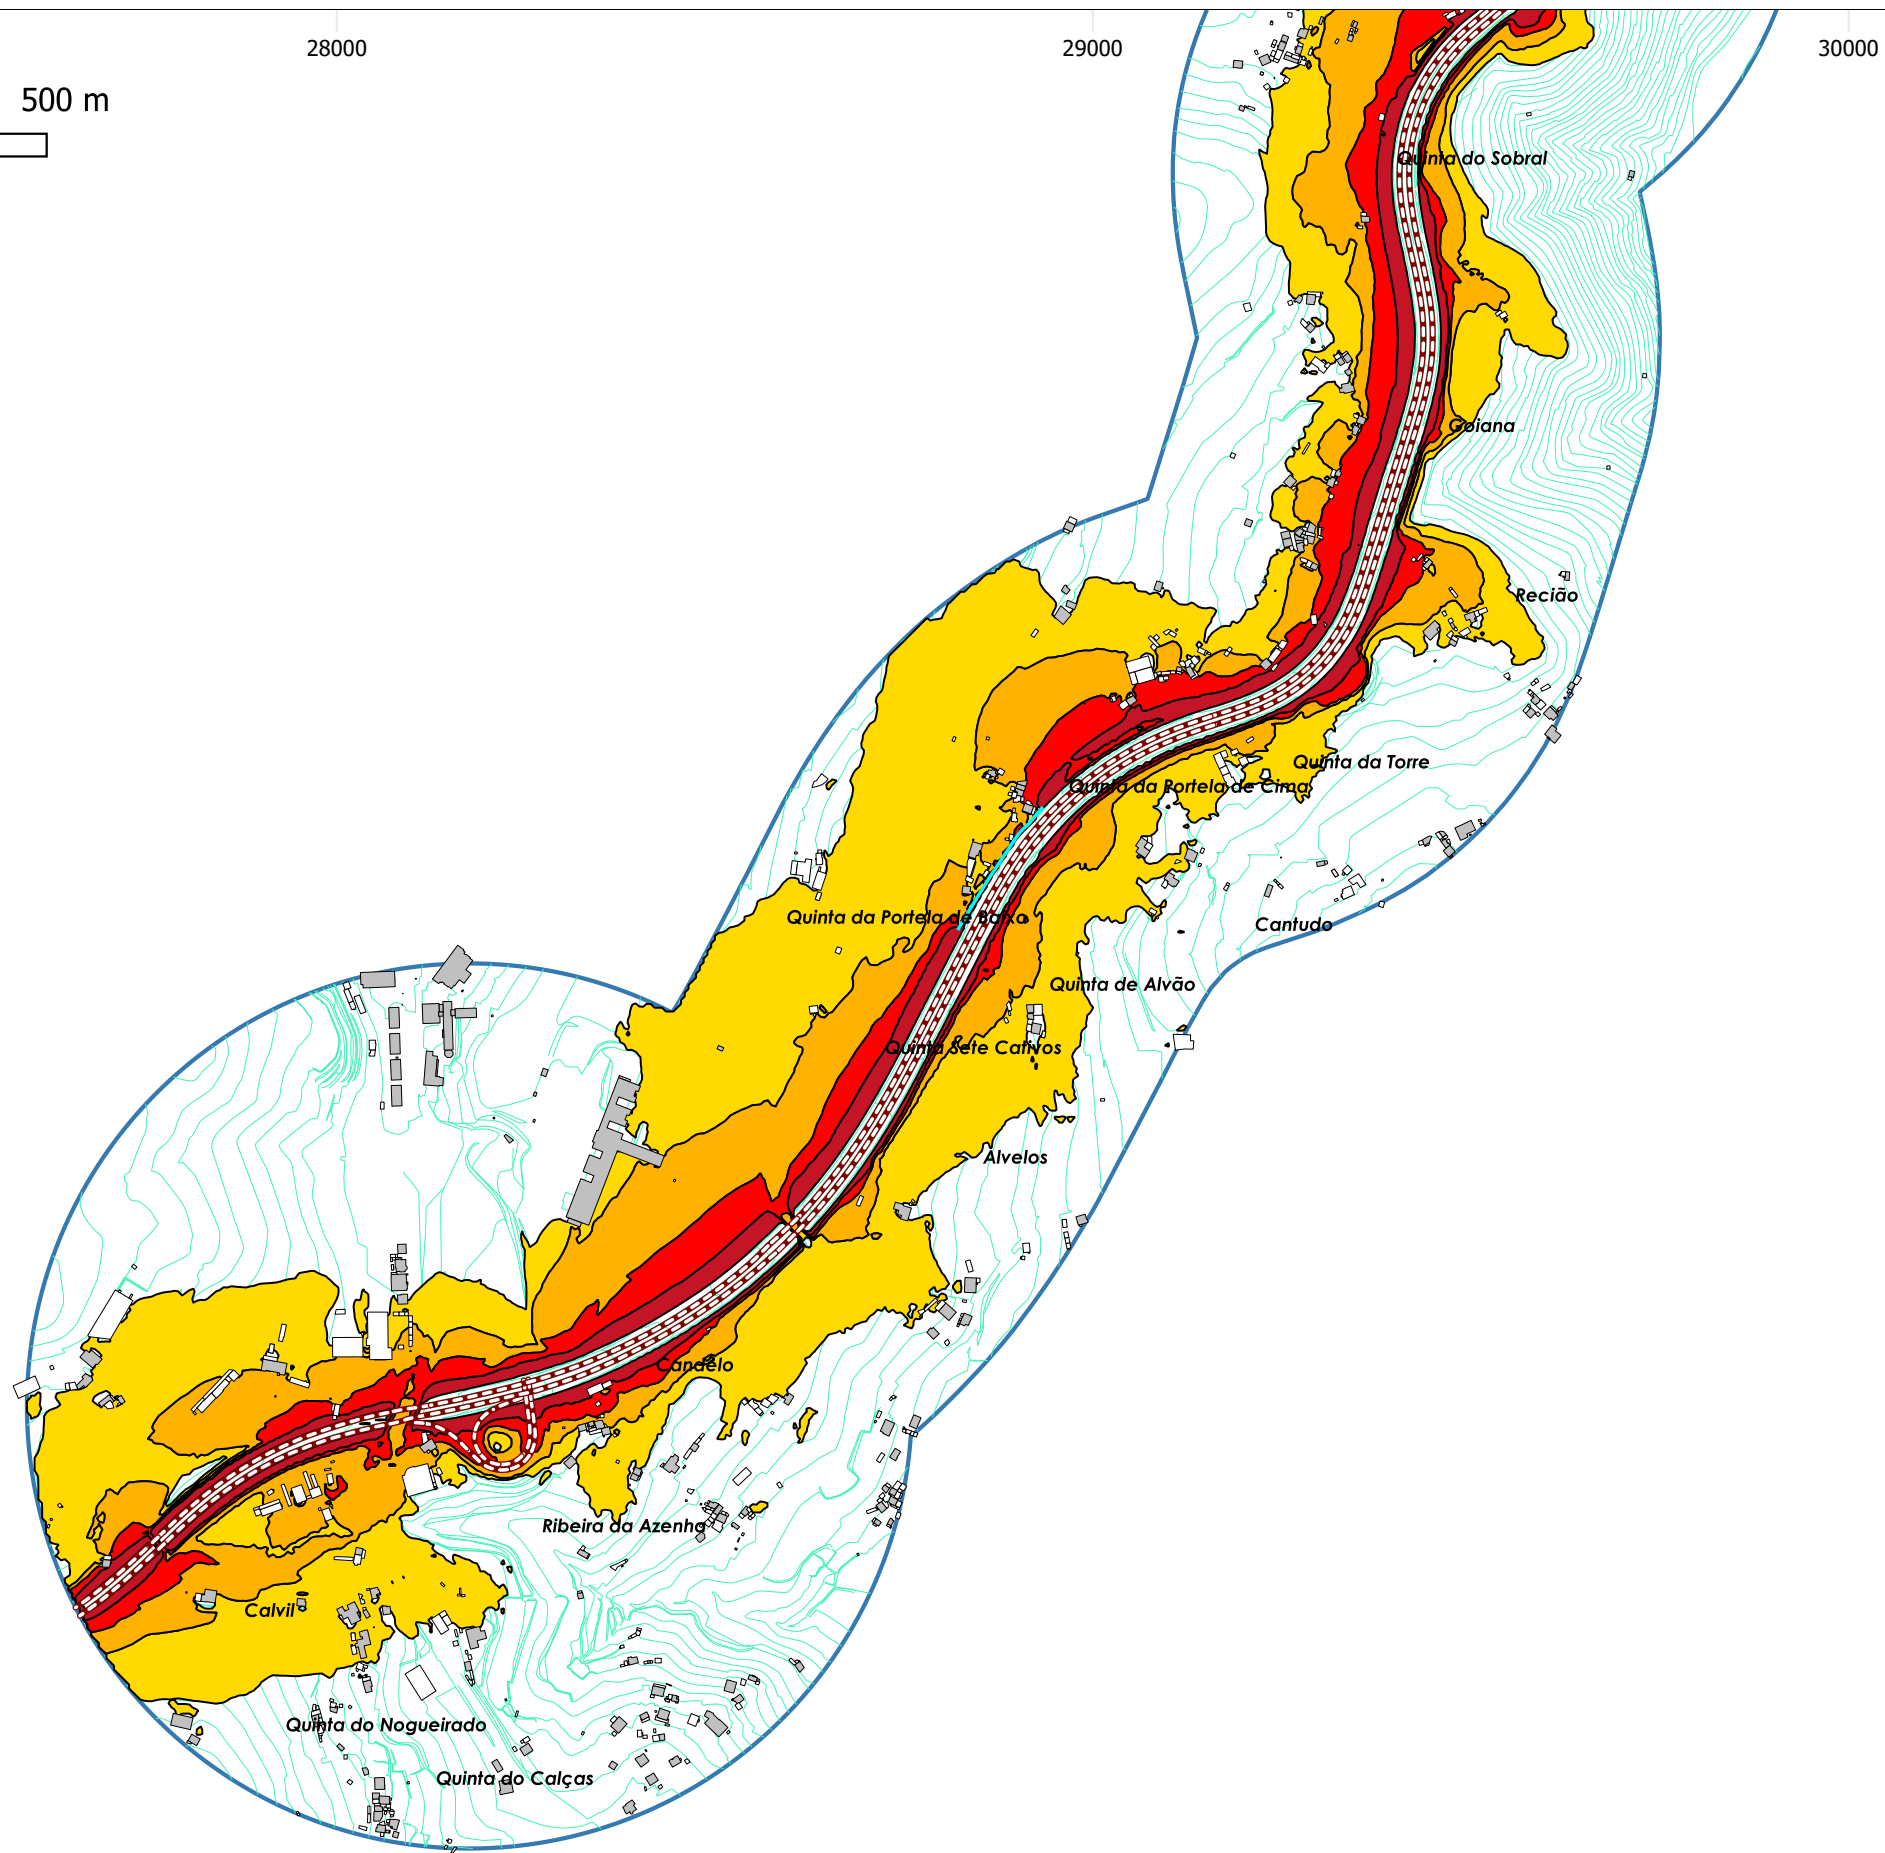 28000
29000
30000
500 m
Quinta do Sobral
Goiana
Recião
Quinta da Torre
Quinta da Portela de Cima
Quinta da Portela de Baixo
Cantudo
Quinta de Alvão
Quinta Sete Cativos
Alvelos
Candelo
Ribeira da Azenha
Calvil
Quinta do Nogueirado
Quinta do Calças